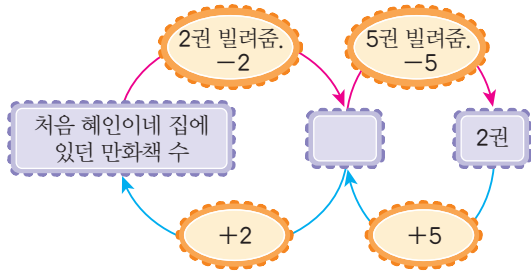 2권 빌려줌.
−2
5권 빌려줌.
−5
처음 혜인이네 집에
있던 만화책 수
2권
+2
+5